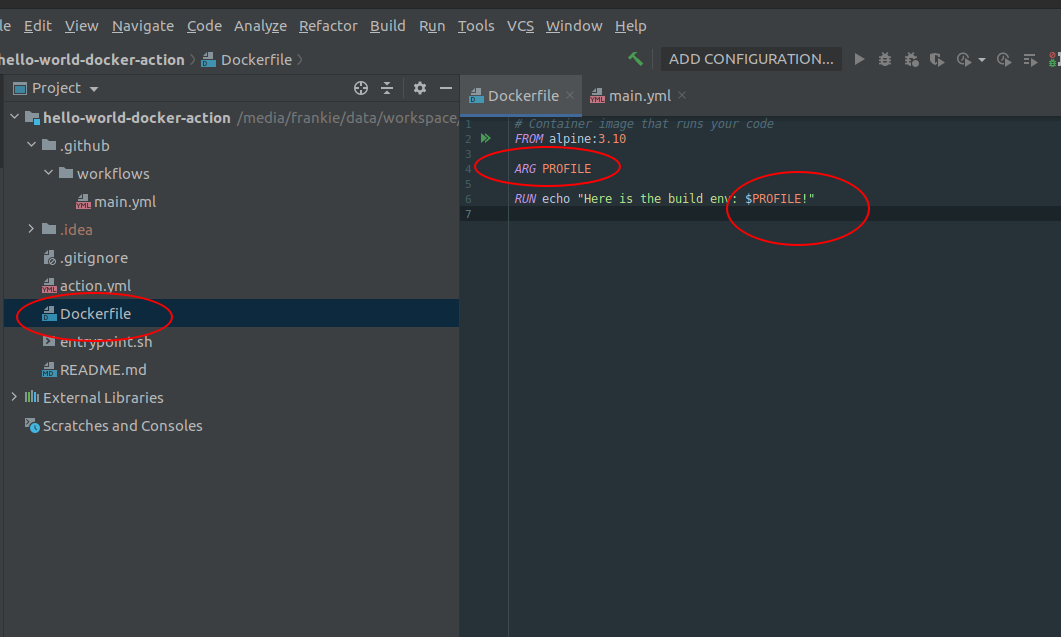 le Edit View Navigate Code Analyze Refactor Build Run Tools VCS Window Help
hello-world-docker-action Dockerfile ADD CONFIGURATION...
Project
Dockerfile main.yml
hello-world-docker-action /media/frankie/data/workspace/
.github
workflows
YML main.yml
.idea
.gitignore
YML action.yml
D Dockerfile
entrypoint.sh
MD README.md
External Libraries
Scratches and Consoles
1 # Container image that runs your code
2 FROM alpine:3.10
3
4 ARG PROFILE
5
6 RUN echo "Here is the build env: $PROFILE!"
7